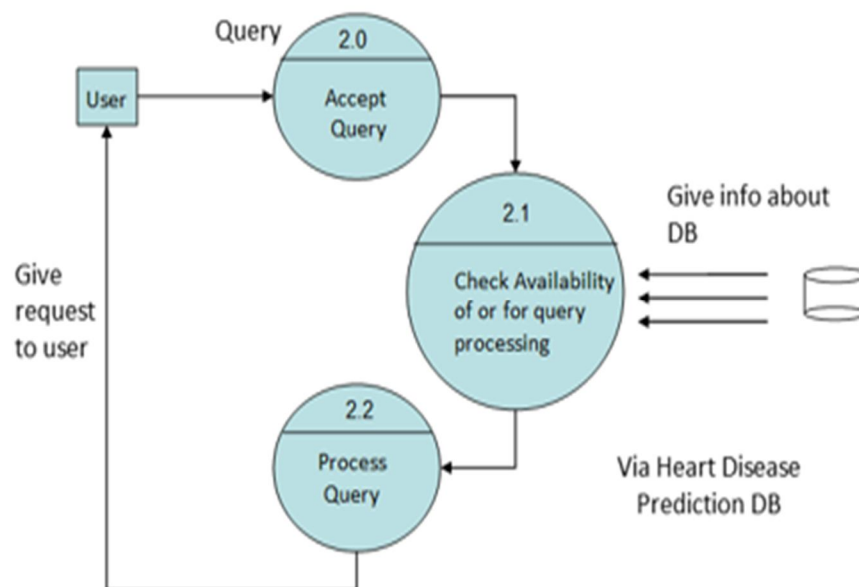 Query
2.0
Accept
Query
User
2.1
Check Availability
of or for query
processing
Give info about
DB
Give
request
to user
2.2
Process
Query
Via Heart Disease
Prediction DB